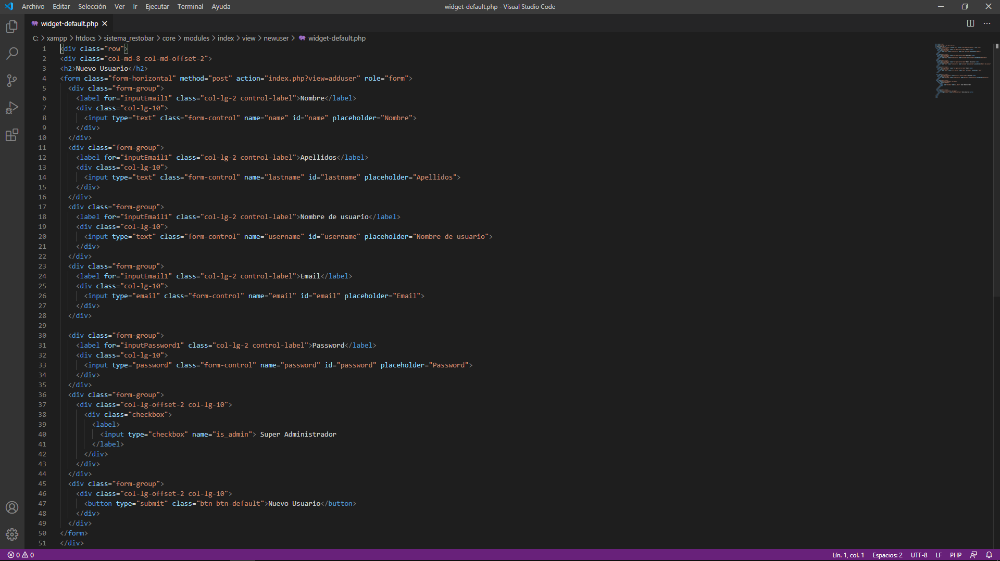 Archivo Editar Selección Ver Ir Ejecutar Terminal Ayuda
widget-default.php - Visual Studio Code
widget-default.php
C: > xampp > htdocs > sistema_restobar > core > modules > index > view > newuser > widget-default.php
1 <div class="row">
2 <div class="col-md-8 col-md-offset-2">
3 <h2>Nuevo Usuario</h2>
4 <form class="form-horizontal" method="post" action="index.php?view=adduser" role="form">
5 <div class="form-group">
6 <label for="inputEmail1" class="col-lg-2 control-label">Nombre</label>
7 <div class="col-lg-10">
8 <input type="text" class="form-control" name="name" id="name" placeholder="Nombre">
9 </div>
10 </div>
11 <div class="form-group">
12 <label for="inputEmail1" class="col-lg-2 control-label">Apellidos</label>
13 <div class="col-lg-10">
14 <input type="text" class="form-control" name="lastname" id="lastname" placeholder="Apellidos">
15 </div>
16 </div>
17 <div class="form-group">
18 <label for="inputEmail1" class="col-lg-2 control-label">Nombre de usuario</label>
19 <div class="col-lg-10">
20 <input type="text" class="form-control" name="username" id="username" placeholder="Nombre de usuario">
21 </div>
22 </div>
23 <div class="form-group">
24 <label for="inputEmail1" class="col-lg-2 control-label">Email</label>
25 <div class="col-lg-10">
26 <input type="email" class="form-control" name="email" id="email" placeholder="Email">
27 </div>
28 </div>
29
30 <div class="form-group">
31 <label for="inputPassword1" class="col-lg-2 control-label">Password</label>
32 <div class="col-lg-10">
33 <input type="password" class="form-control" name="password" id="password" placeholder="Password">
34 </div>
35 </div>
36 <div class="form-group">
37 <div class="col-lg-offset-2 col-lg-10">
38 <div class="checkbox">
39 <label>
40 <input type="checkbox" name="is_admin"> Super Administrador
41 </label>
42 </div>
43 </div>
44 </div>
45 <div class="form-group">
46 <div class="col-lg-offset-2 col-lg-10">
47 <button type="submit" class="btn btn-default">Nuevo Usuario</button>
48 </div>
49 </div>
50 </form>
51 </div>
0 0
Lín. 1, col. 1 Espacios: 2 UTF-8 LF PHP